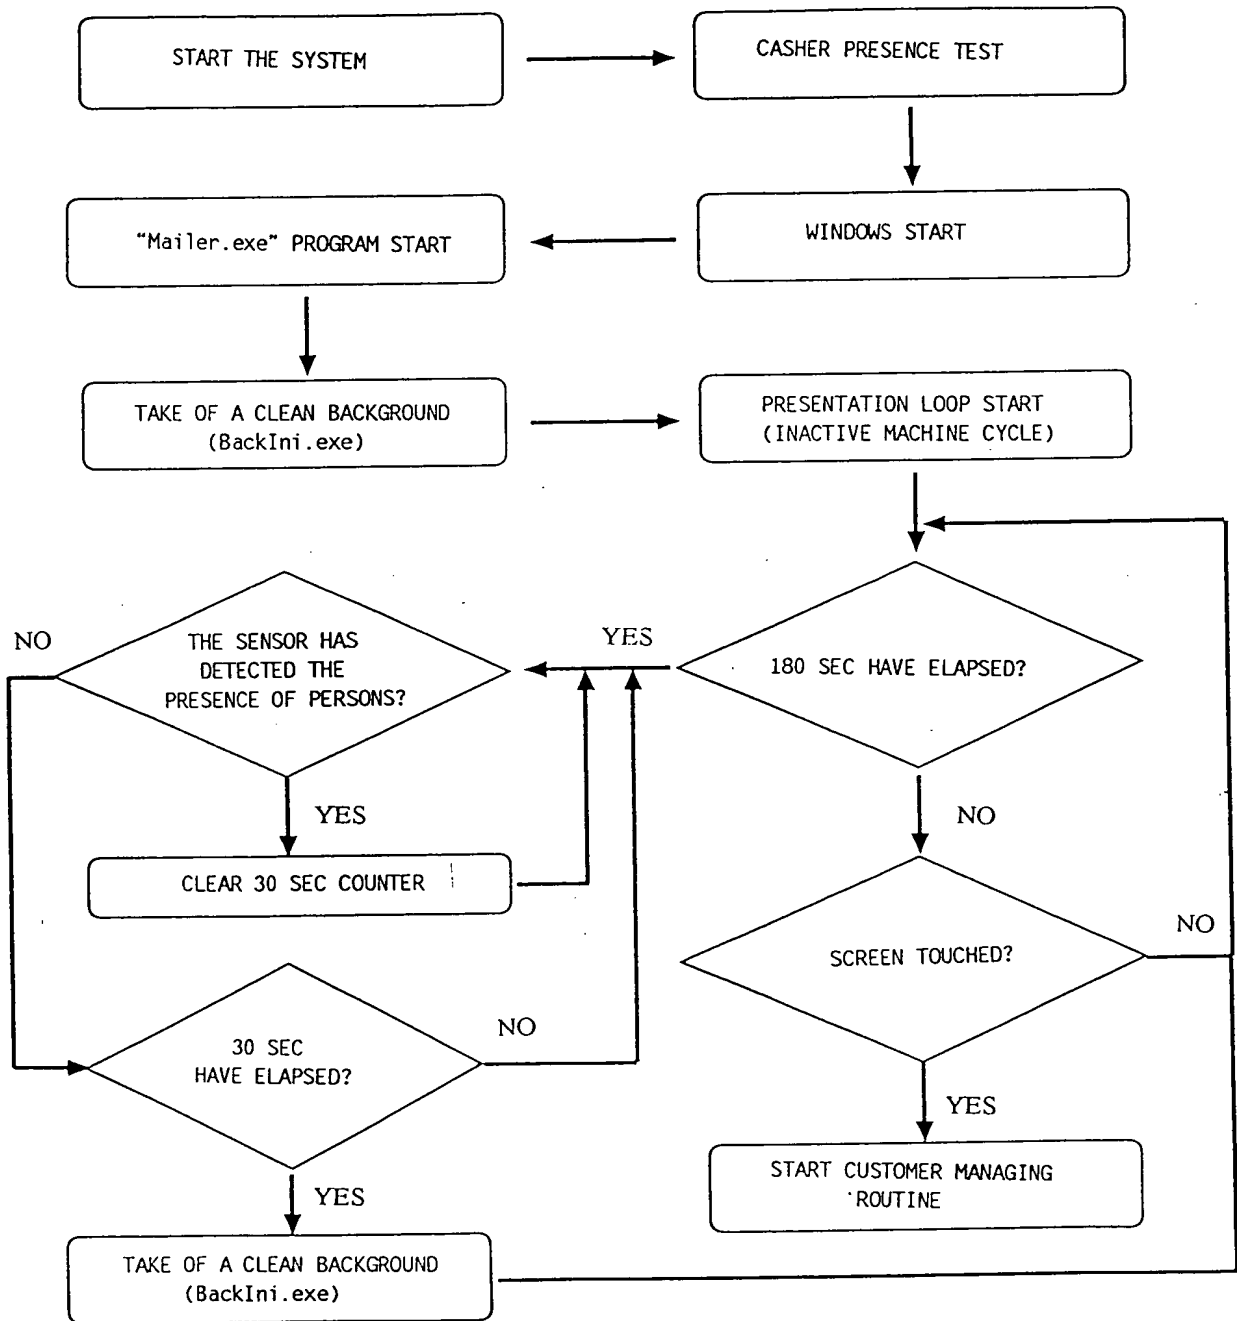 START THE SYSTEM
CASHER PRESENCE TEST
"Mailer.exe" PROGRAM START
WINDOWS START
TAKE OF A CLEAN BACKGROUND
(BackIni.exe)
PRESENTATION LOOP START
(INACTIVE MACHINE CYCLE)
NO
THE SENSOR HAS
DETECTED THE
PRESENCE OF PERSONS?
YES
180 SEC HAVE ELAPSED?
YES
NO
CLEAR 30 SEC COUNTER
NO
SCREEN TOUCHED?
30 SEC
HAVE ELAPSED?
NO
YES
START CUSTOMER MANAGING
ROUTINE
YES
TAKE OF A CLEAN BACKGROUND
(BackIni.exe)